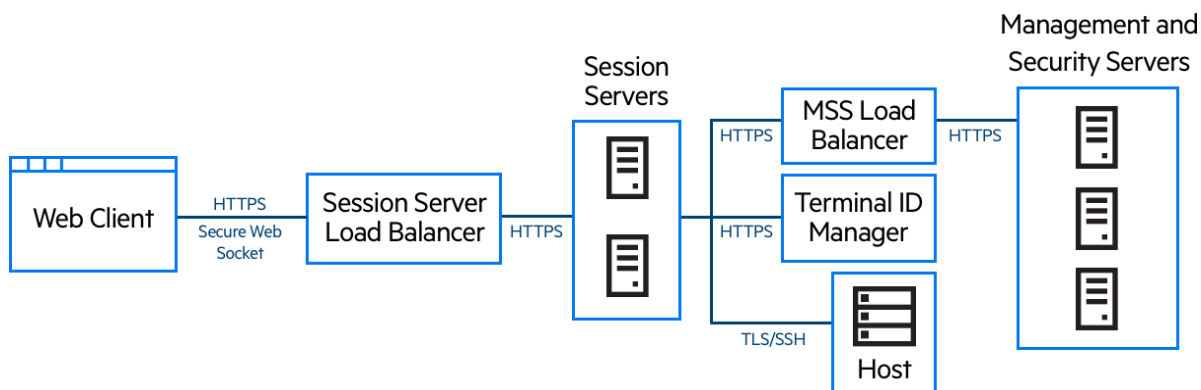 Web Client
HTTPS
Secure Web
Socket
Session Server
Load Balancer
HTTPS
Session
Servers
HTTPS
MSS Load
Balancer
HTTPS
Management and
Security Servers
HTTPS
Terminal ID
Manager
TLS/SSH
Host